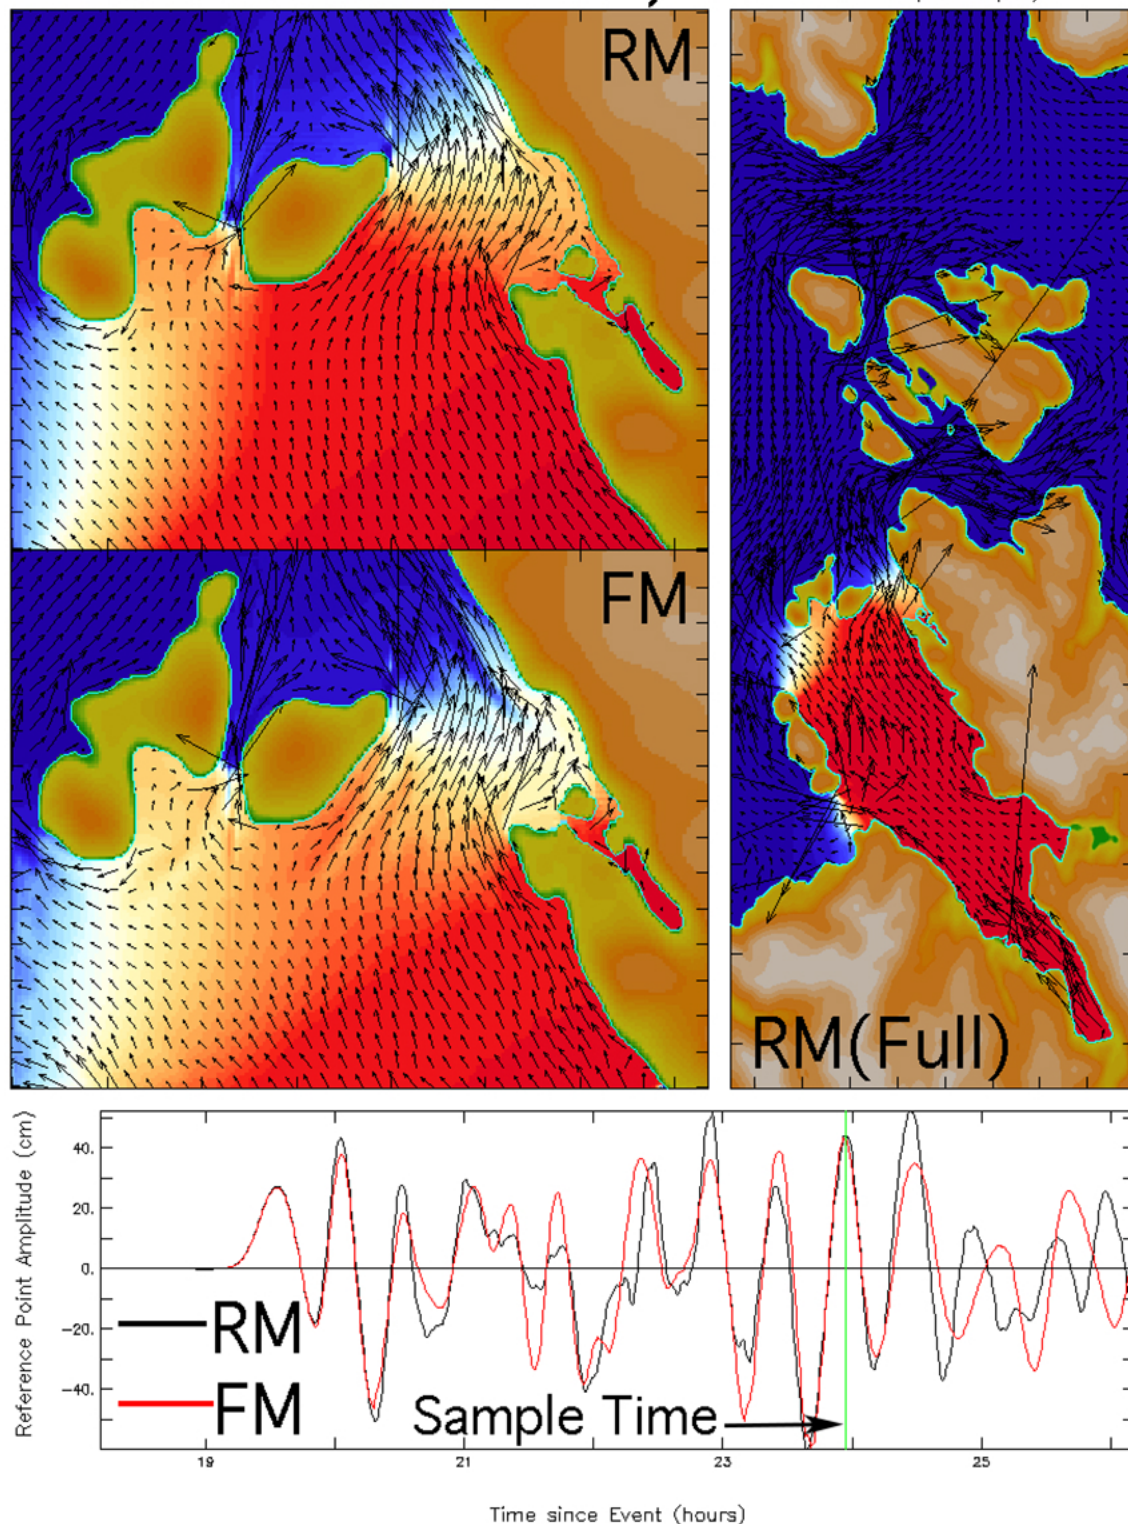 RM
FM
RM(Full)
Reference Point Amplitude (cm)
40.
20.
0.
-20.
-40.
RM
FM
Sample Time
19
21
23
25
Time since Event (hours)